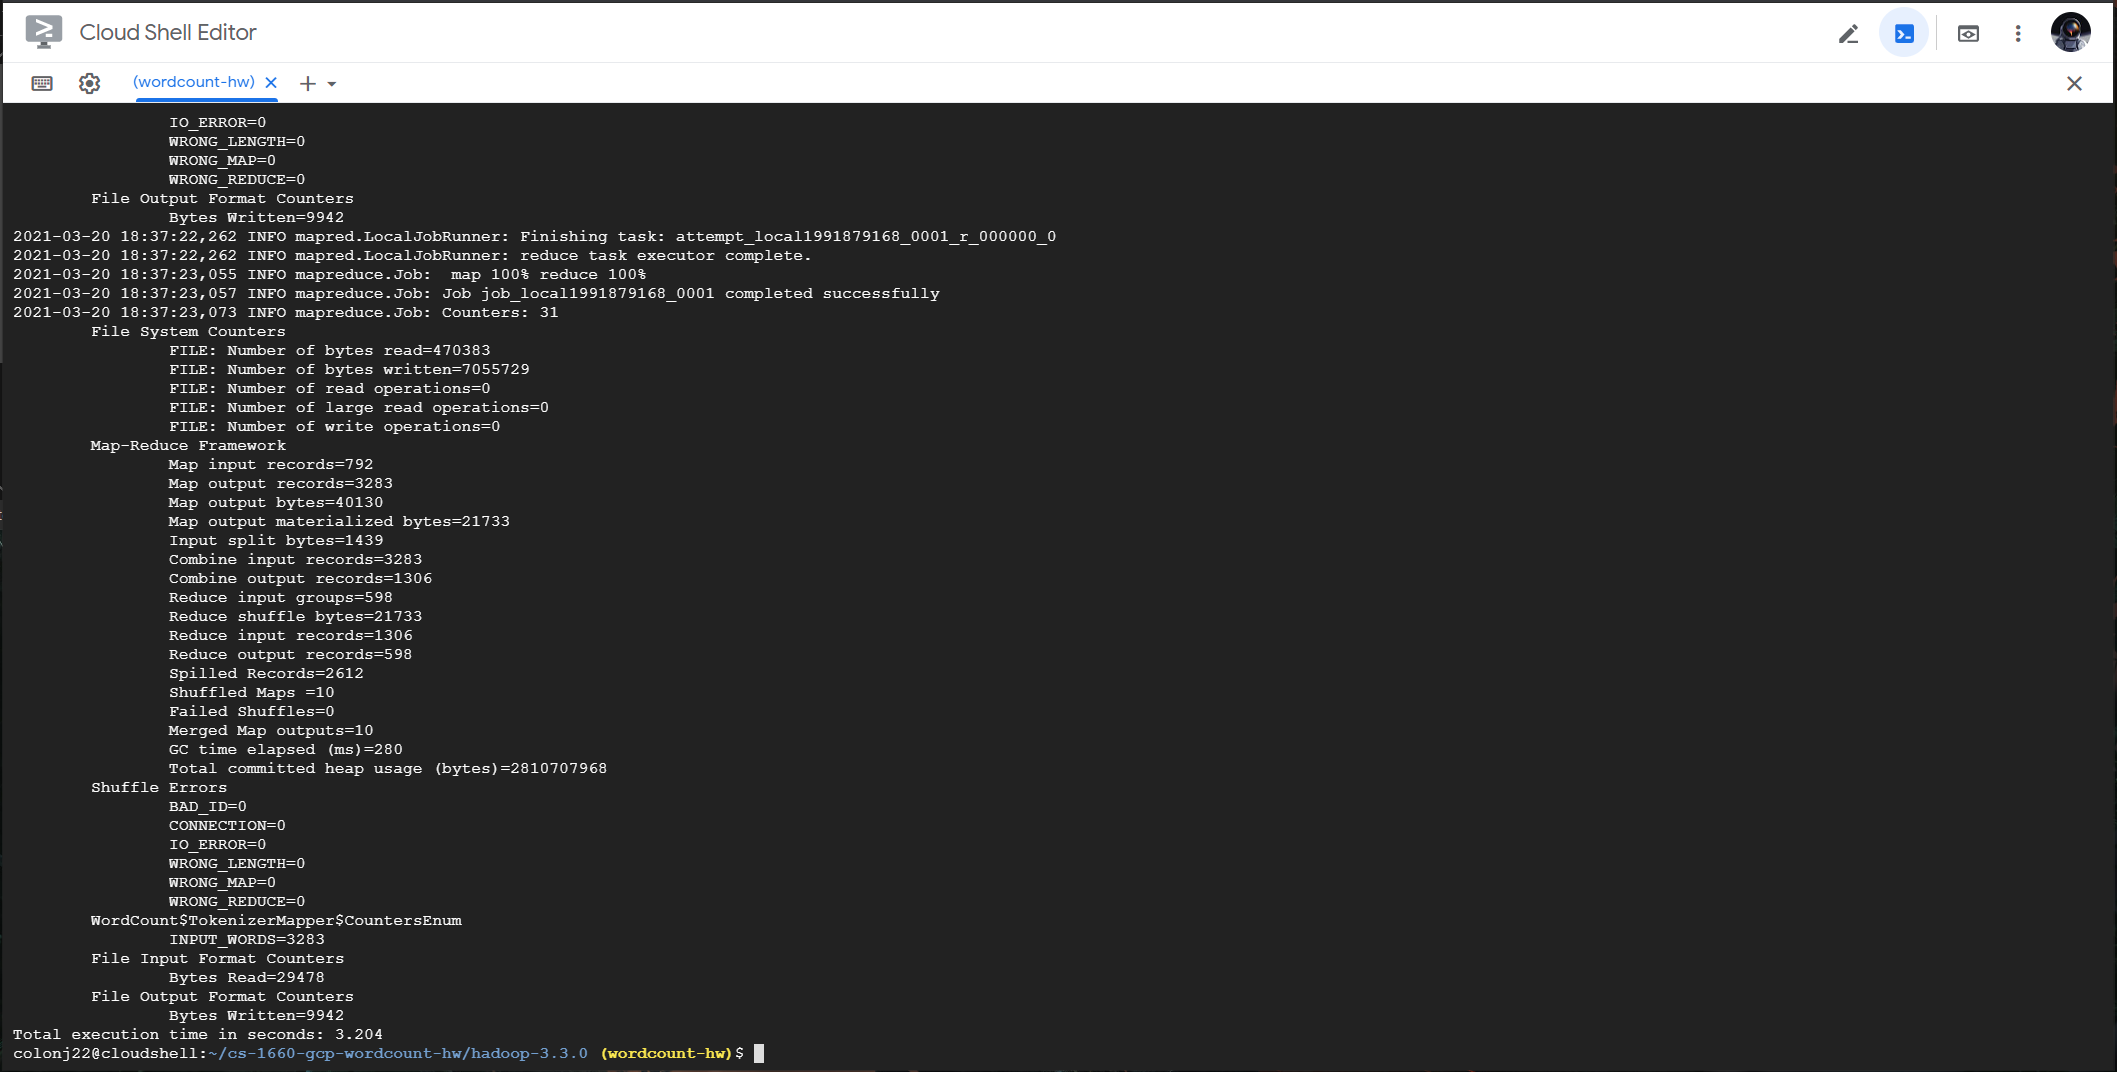 Cloud Shell Editor
(wordcount-hw)
IO_ERROR=0
WRONG_LENGTH=0
WRONG_MAP=0
WRONG_REDUCE=0
File Output Format Counters
Bytes Written=9942
2021-03-20 18:37:22,262 INFO mapred.LocalJobRunner: Finishing task: attempt_local1991879168_0001_r_000000_0
2021-03-20 18:37:22,262 INFO mapred.LocalJobRunner: reduce task executor complete.
2021-03-20 18:37:23,055 INFO mapreduce.Job:  map 100% reduce 100%
2021-03-20 18:37:23,057 INFO mapreduce.Job: Job job_local1991879168_0001 completed successfully
2021-03-20 18:37:23,073 INFO mapreduce.Job: Counters: 31
File System Counters
FILE: Number of bytes read=470383
FILE: Number of bytes written=7055729
FILE: Number of read operations=0
FILE: Number of large read operations=0
FILE: Number of write operations=0
Map-Reduce Framework
Map input records=792
Map output records=3283
Map output bytes=40130
Map output materialized bytes=21733
Input split bytes=1439
Combine input records=3283
Combine output records=1306
Reduce input groups=598
Reduce shuffle bytes=21733
Reduce input records=1306
Reduce output records=598
Spilled Records=2612
Shuffled Maps =10
Failed Shuffles=0
Merged Map outputs=10
GC time elapsed (ms)=280
Total committed heap usage (bytes)=2810707968
Shuffle Errors
BAD_ID=0
CONNECTION=0
IO_ERROR=0
WRONG_LENGTH=0
WRONG_MAP=0
WRONG_REDUCE=0
WordCount$TokenizerMapper$CountersEnum
INPUT_WORDS=3283
File Input Format Counters
Bytes Read=29478
File Output Format Counters
Bytes Written=9942
Total execution time in seconds: 3.204
colonj22@cloudshell:~/cs-1660-gcp-wordcount-hw/hadoop-3.3.0 (wordcount-hw)$